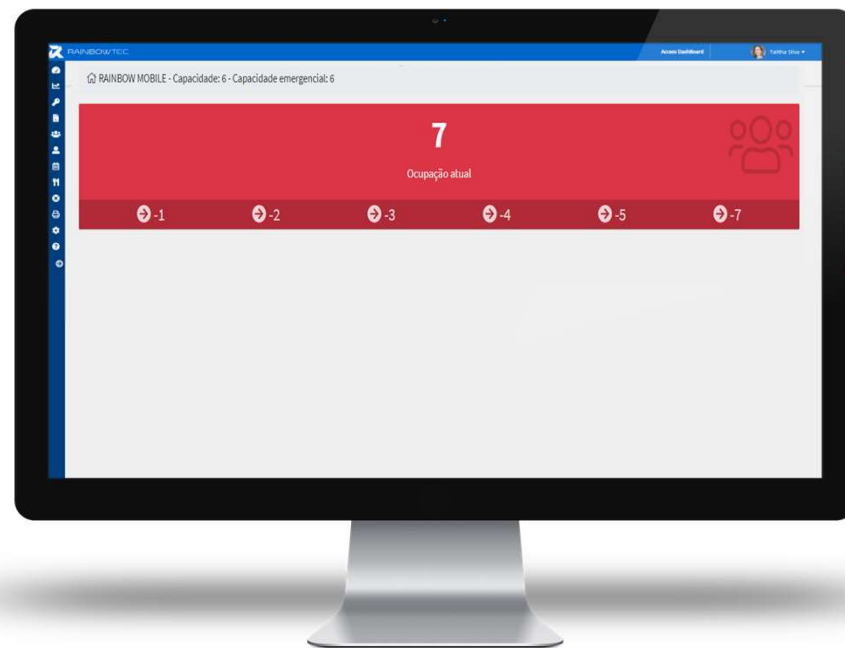 RAINBOWTEC
Access Dashboard
Talitha Silva
RAINBOW MOBILE - Capacidade: 6 - Capacidade emergencial: 6
7
Ocupação atual
-1 -2 -3 -4 -5 -7